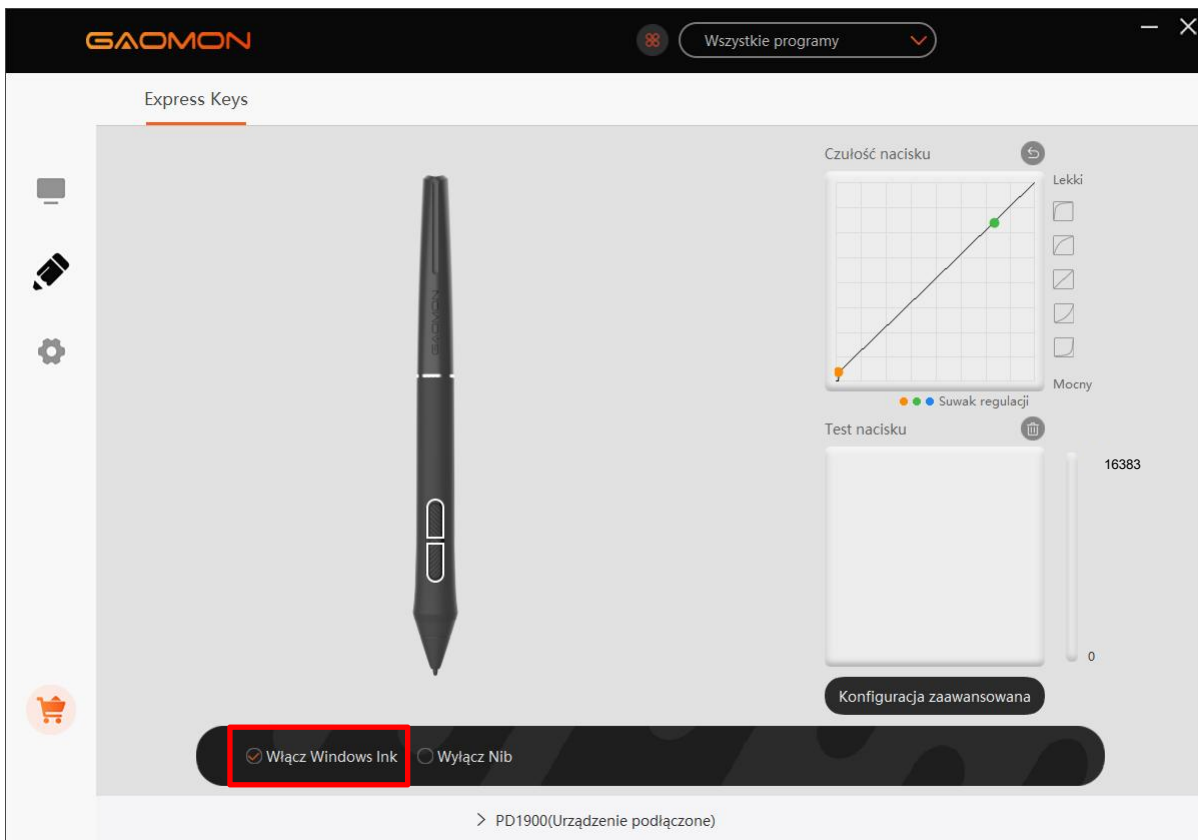 GAOMON
Wszystkie programy
Express Keys
Czułość nacisku
Lekki
GAOMON
Mocny
Suwak regulacji
Test nacisku
16383
0
Konfiguracja zaawansowana
Włącz Windows Ink
Wyłącz Nib
PD1900(Urządzenie podłączone)